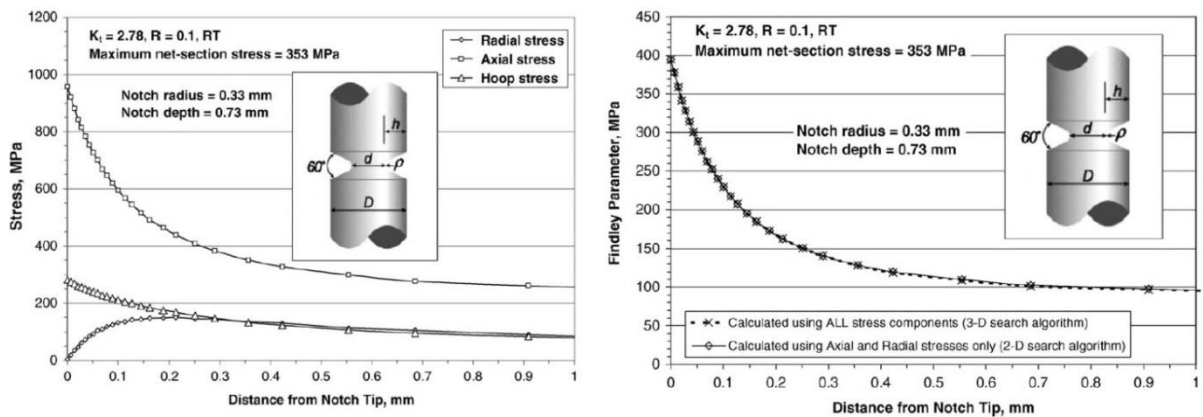 1200
1000
800
600
400
200
0
Stress, MPa
K_t = 2.78, R = 0.1, RT
Maximum net-section stress = 353 MPa
Radial stress
Axial stress
Hoop stress
Notch radius = 0.33 mm
Notch depth = 0.73 mm
h
60°
d
ρ
D
0 0.1 0.2 0.3 0.4 0.5 0.6 0.7 0.8 0.9 1
Distance from Notch Tip, mm
450
400
350
300
250
200
150
100
50
0
Findley Parameter, MPa
K_t = 2.78, R = 0.1, RT
Maximum net-section stress = 353 MPa
Notch radius = 0.33 mm
Notch depth = 0.73 mm
h
60°
d
ρ
D
Calculated using ALL stress components (3-D search algorithm)
Calculated using Axial and Radial stresses only (2-D search algorithm)
0 0.1 0.2 0.3 0.4 0.5 0.6 0.7 0.8 0.9 1
Distance from Notch Tip, mm